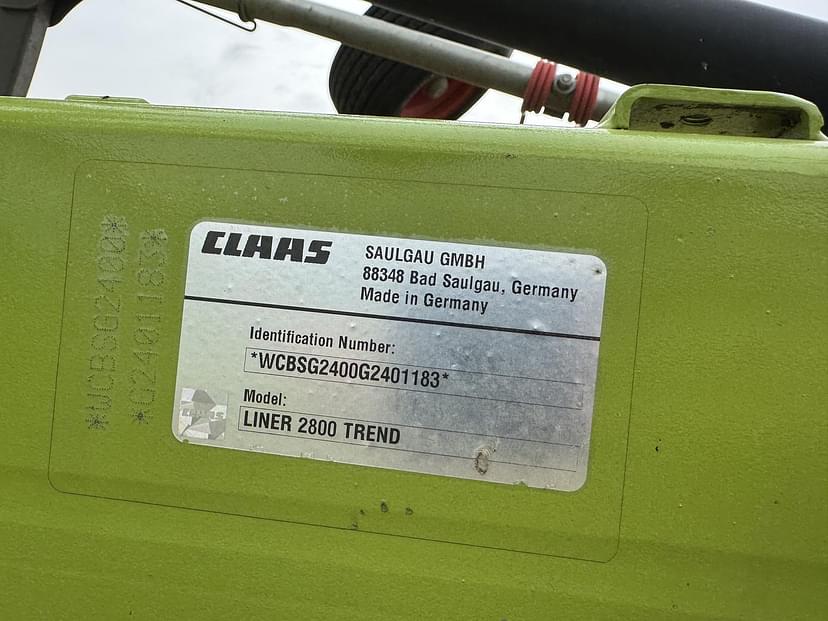 CLAAS
SAULGAU GMBH
88348 Bad Saulgau, Germany
Made in Germany
Identification Number:
*WCBSG2400G2401183*
Model:
LINER 2800 TREND
CLAAS
*WCBSG2400*
*G2401183*